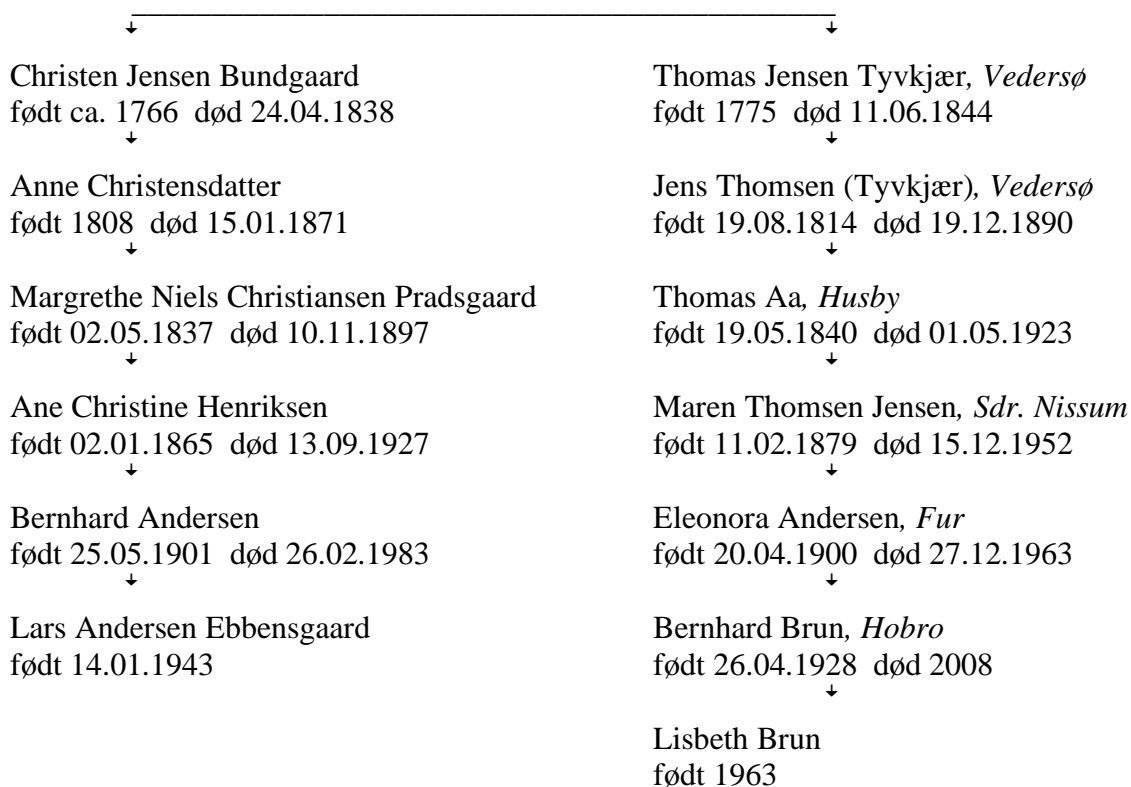 Christen Jensen Bundgaard
født ca. 1766  død 24.04.1838
Anne Christensdatter
født 1808  død 15.01.1871
Margrethe Niels Christiansen Pradsgaard
født 02.05.1837  død 10.11.1897
Ane Christine Henriksen
født 02.01.1865  død 13.09.1927
Bernhard Andersen
født 25.05.1901  død 26.02.1983
Lars Andersen Ebbensgaard
født 14.01.1943
Thomas Jensen Tyvkjær, Vedersø
født 1775  død 11.06.1844
Jens Thomsen (Tyvkjær), Vedersø
født 19.08.1814  død 19.12.1890
Thomas Aa, Husby
født 19.05.1840  død 01.05.1923
Maren Thomsen Jensen, Sdr. Nissum
født 11.02.1879  død 15.12.1952
Eleonora Andersen, Fur
født 20.04.1900  død 27.12.1963
Bernhard Brun, Hobro
født 26.04.1928  død 2008
Lisbeth Brun
født 1963